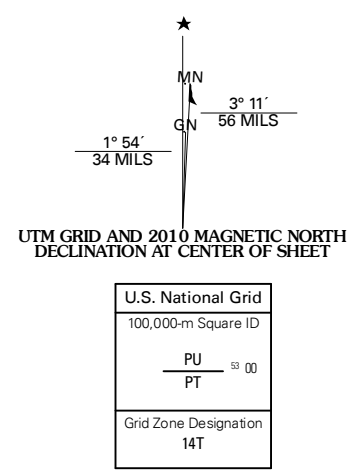 ★
MN
3° 11´
56 MILS
GN
1° 54´
34 MILS
UTM GRID AND 2010 MAGNETIC NORTH
DECLINATION AT CENTER OF SHEET
U.S. National Grid
100,000-m Square ID
PU
53 00
PT
Grid Zone Designation
14T